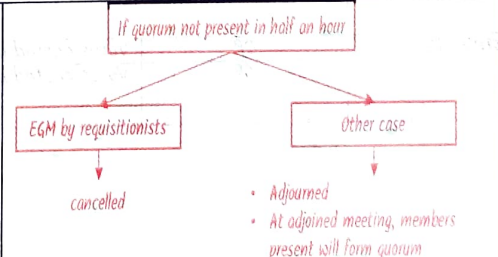 If quorum not present in half an hour
EGM by requisitionists
Other case
cancelled
• Adjourned
• At adjoined meeting, members
present will form quorum